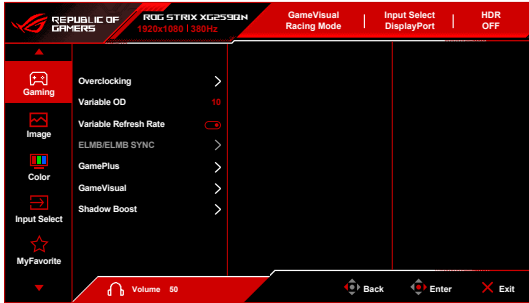 REPUBLIC OF
GAMERS
ROG STRIX XG259QN
1920x1080 | 380Hz
GameVisual
Racing Mode
Input Select
DisplayPort
HDR
OFF
Gaming
Image
Color
Input Select
MyFavorite
Overclocking
Variable OD 10
Variable Refresh Rate
ELMB/ELMB SYNC
GamePlus
GameVisual
Shadow Boost
Volume 50
Back
Enter
Exit